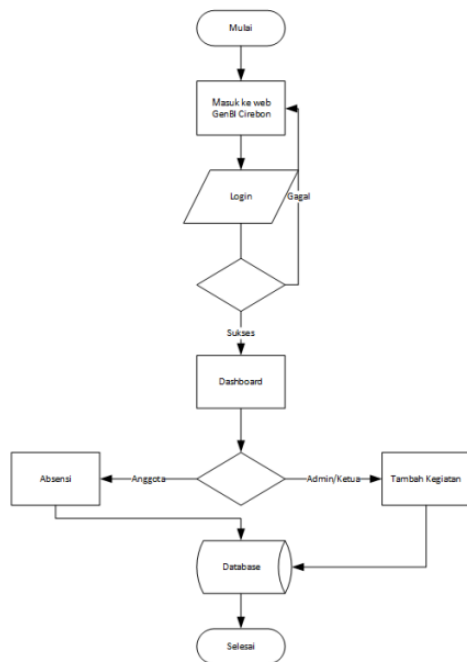 Mulai
Masuk ke web
GenBI Cirebon
Login
Gagal
Sukses
Dashboard
Absensi
Anggota
Admin/Ketua
Tambah Kegiatan
Database
Selesai